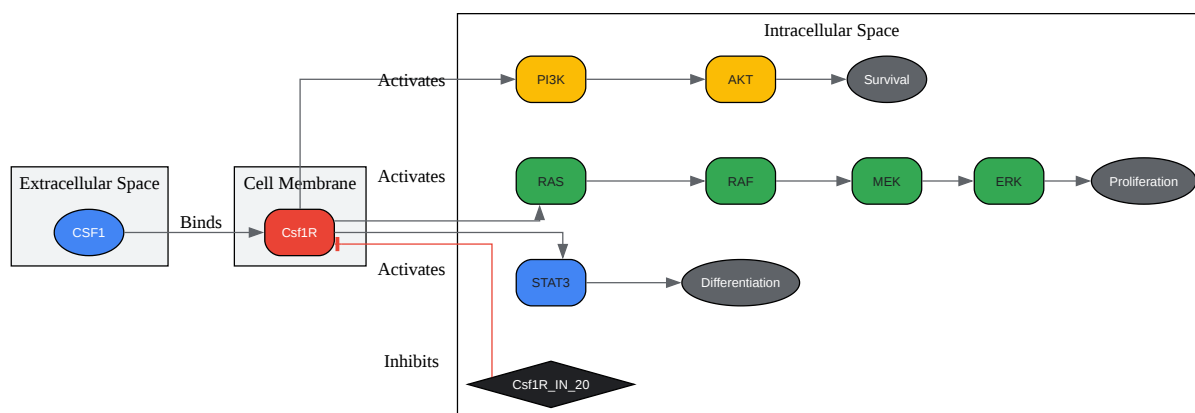 Intracellular Space
Activates
PI3K
AKT
Survival
Extracellular Space
Cell Membrane
Activates
RAS
RAF
MEK
ERK
Proliferation
CSF1
Binds
Csf1R
Activates
STAT3
Differentiation
Inhibits
Csf1R_IN_20